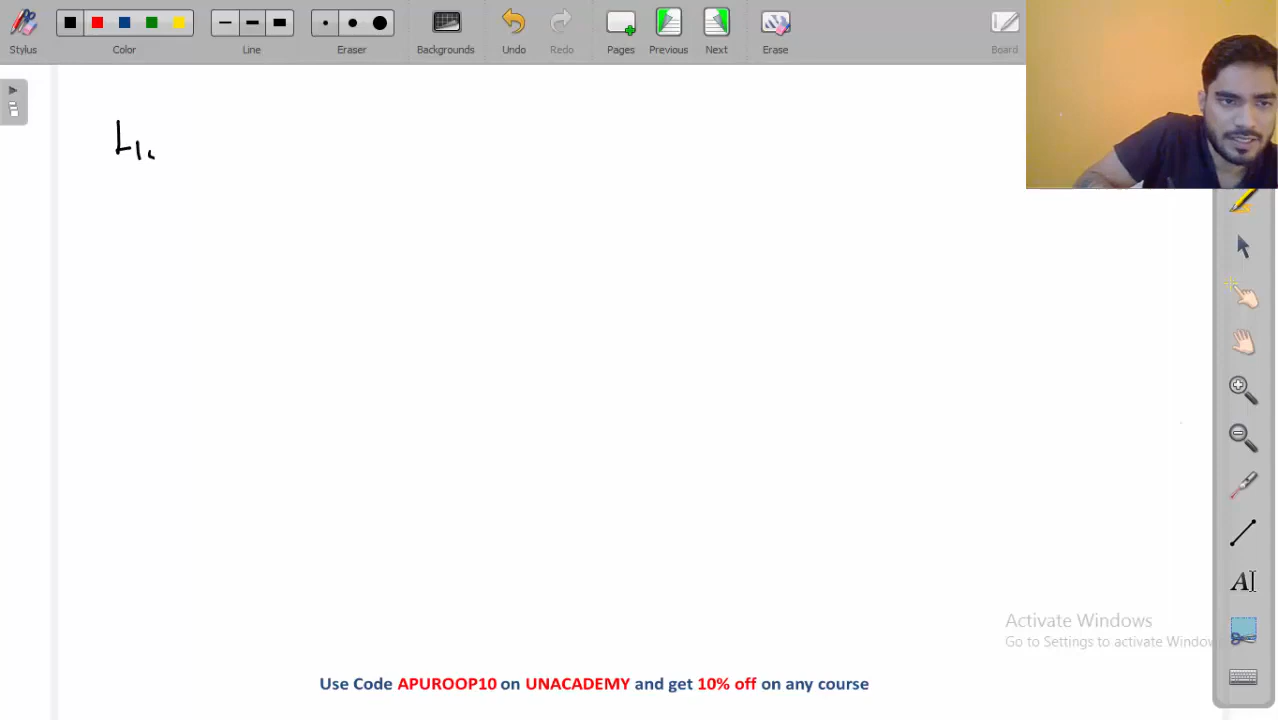 Stylus Color Line Eraser Backgrounds Undo Redo Pages Previous Next Erase Board
Activate Windows
Go to Settings to activate Window
Use Code APUROOP10 on UNACADEMY and get 10% off on any course